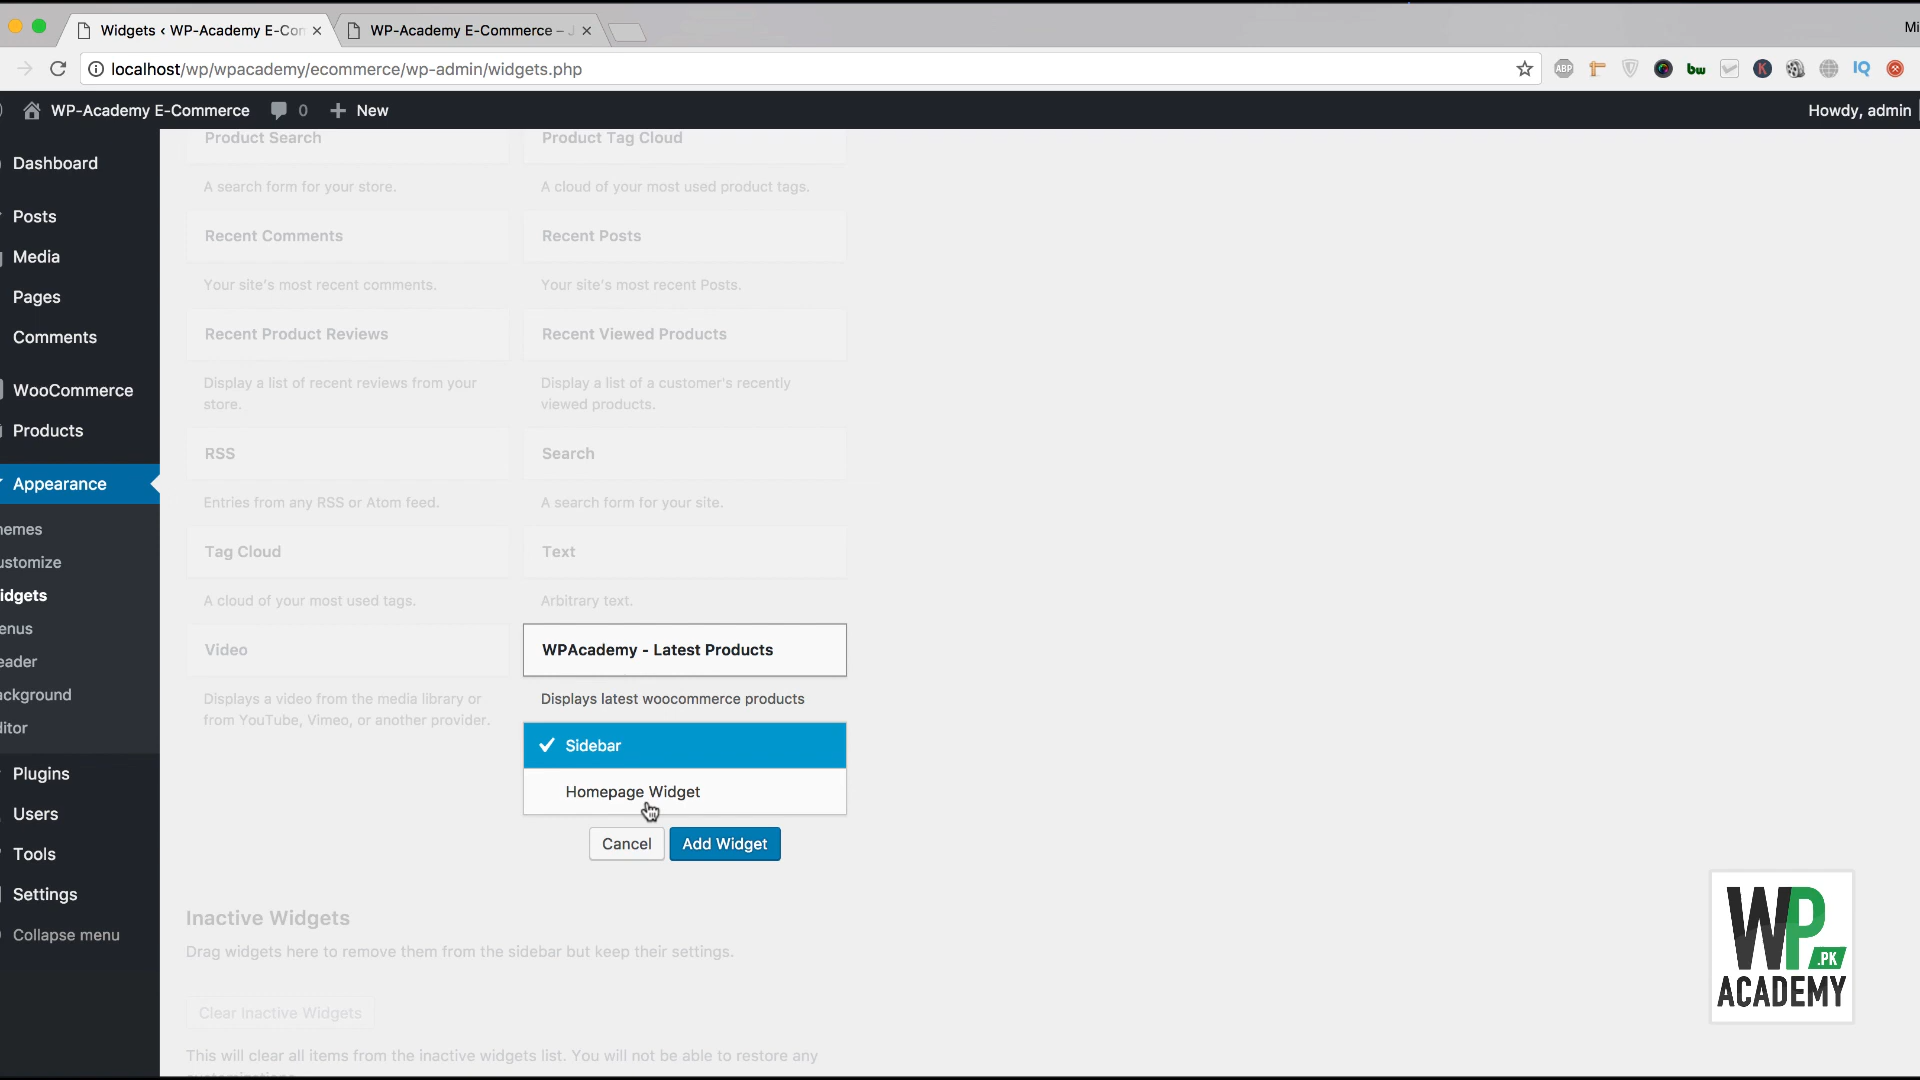 Widgets ‹ WP-Academy E-Con
WP-Academy E-Commerce –
Mi
localhost/wp/wpacademy/ecommerce/wp-admin/widgets.php
ABP
bw
K
IQ
WP-Academy E-Commerce
0
New
Howdy, admin
Dashboard
Posts
Media
Pages
Comments
WooCommerce
Products
Appearance
hemes
ustomize
idgets
enus
eader
ackground
ditor
Plugins
Users
Tools
Settings
Collapse menu
Product Search
Product Tag Cloud
A search form for your store.
A cloud of your most used product tags.
Recent Comments
Recent Posts
Your site's most recent comments.
Your site's most recent Posts.
Recent Product Reviews
Recent Viewed Products
Display a list of recent reviews from your
store.
Display a list of a customer's recently
viewed products.
RSS
Search
Entries from any RSS or Atom feed.
A search form for your site.
Tag Cloud
Text
A cloud of your most used tags.
Arbitrary text.
Video
WPAcademy - Latest Products
Displays a video from the media library or
from YouTube, Vimeo, or another provider.
Displays latest woocommerce products
Sidebar
Homepage Widget
Cancel
Add Widget
Inactive Widgets
Drag widgets here to remove them from the sidebar but keep their settings.
Clear Inactive Widgets
This will clear all items from the inactive widgets list. You will not be able to restore any
WP
.PK
ACADEMY